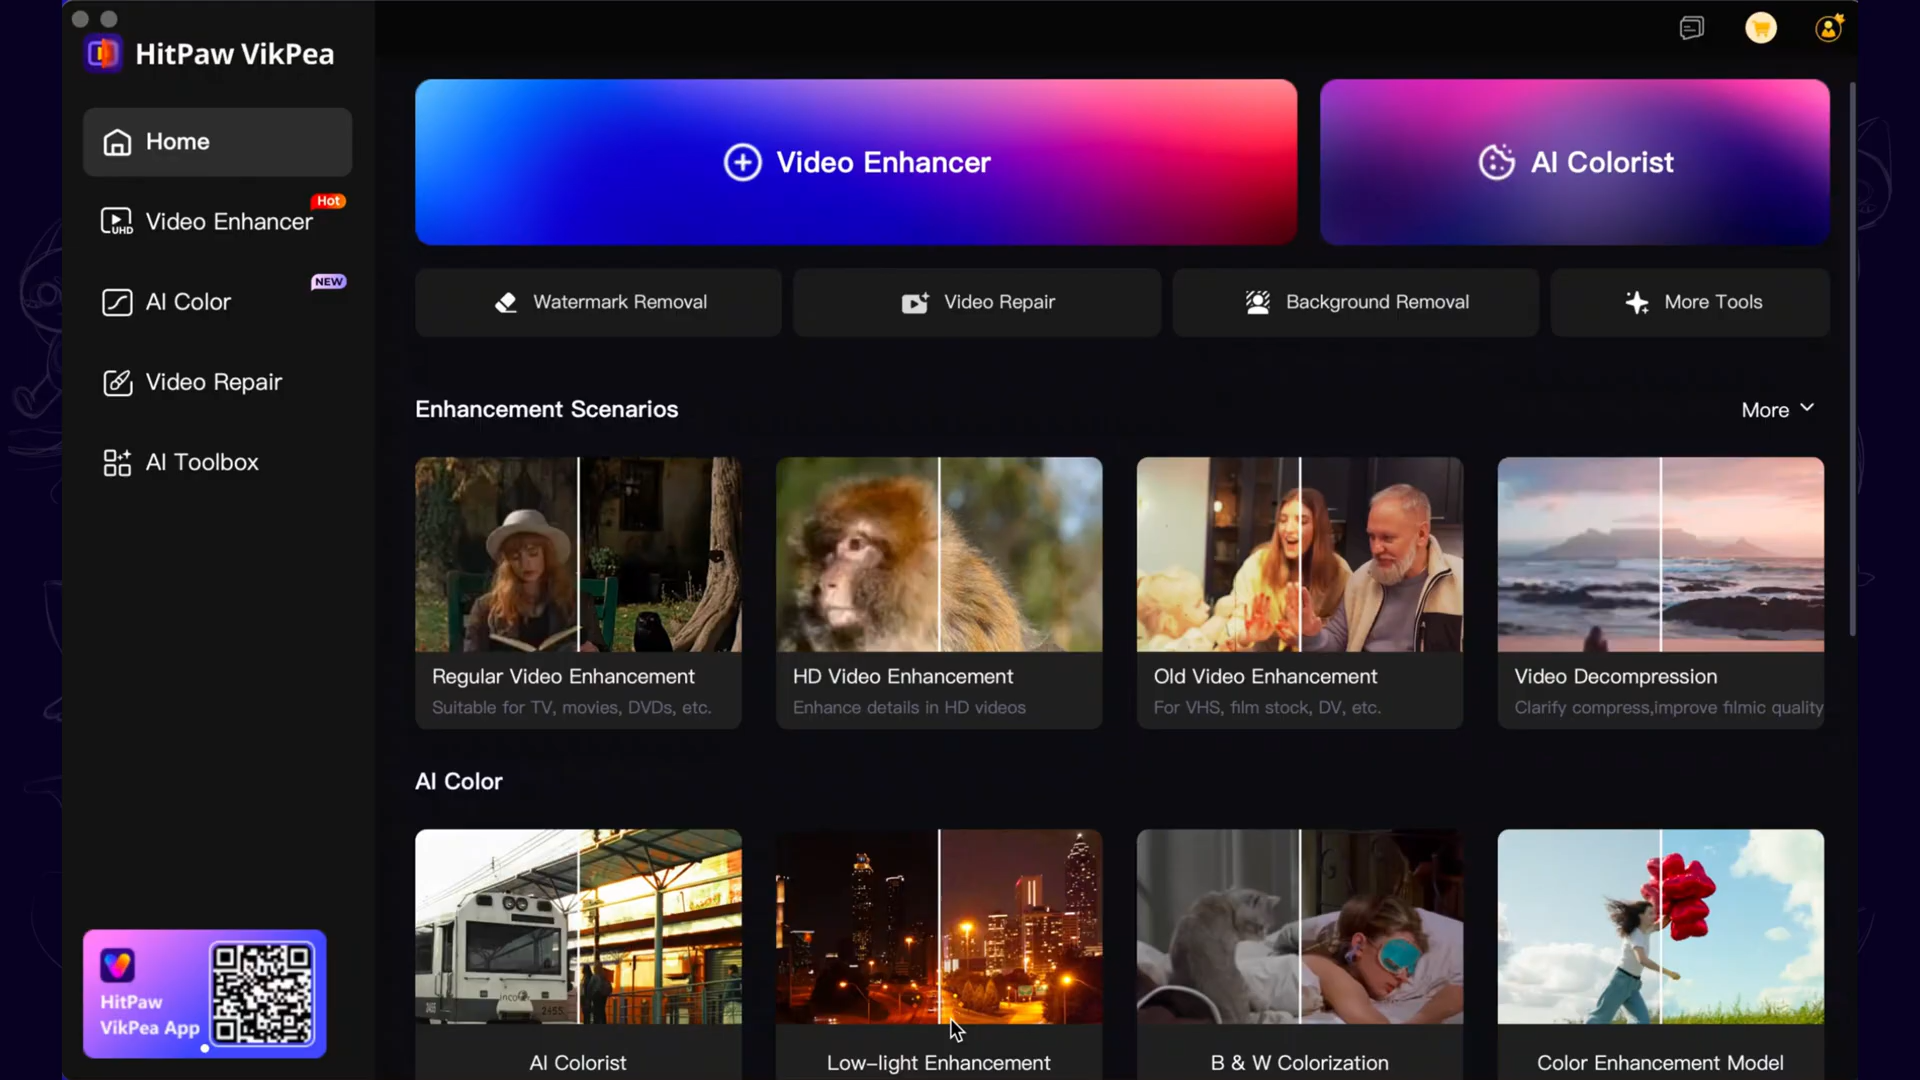 HitPaw VikPea
Home
Hot
Video Enhancer
UHD
NEW
AI Color
Video Repair
AI Toolbox
HitPaw
VikPea App
Video Enhancer
AI Colorist
Watermark Removal
Video Repair
Background Removal
More Tools
Enhancement Scenarios
More
Regular Video Enhancement
Suitable for TV, movies, DVDs, etc.
HD Video Enhancement
Enhance details in HD videos
Old Video Enhancement
For VHS, film stock, DV, etc.
Video Decompression
Clarify compress,improve filmic quality
AI Color
AI Colorist
Low-light Enhancement
B & W Colorization
Color Enhancement Model